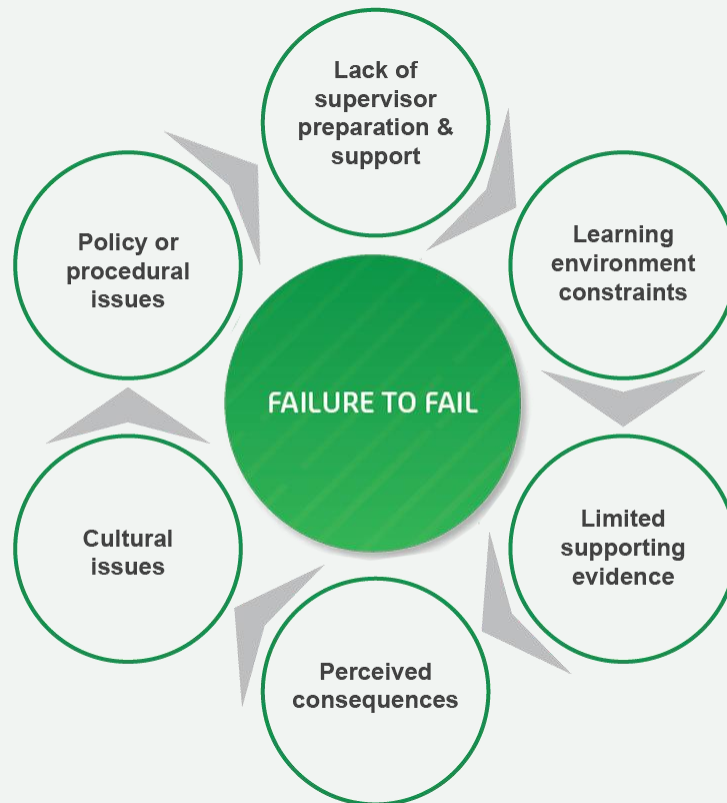 Lack of
supervisor
preparation &
support
Learning
environment
constraints
Limited
supporting
evidence
Perceived
consequences
Cultural
issues
Policy or
procedural
issues
FAILURE TO FAIL